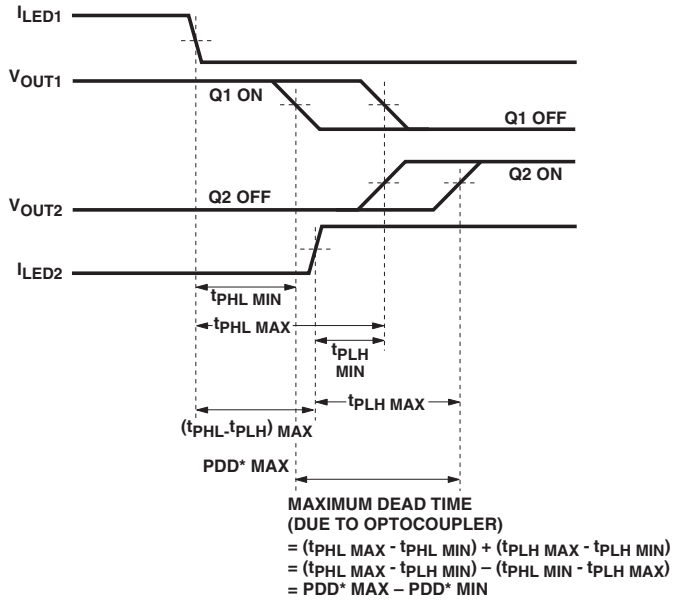 ILED1
VOUT1
Q1 ON
Q1 OFF
Q2 OFF
Q2 ON
VOUT2
ILED2
tPHL MIN
tPHL MAX
tPLH
MIN
tPLH MAX
(tPHL-tPLH) MAX
PDD* MAX
MAXIMUM DEAD TIME
(DUE TO OPTOCOUPLER)
= (tPHL MAX - tPHL MIN) + (tPLH MAX - tPLH MIN)
= (tPHL MAX - tPLH MIN) – (tPHL MIN - tPLH MAX)
= PDD* MAX – PDD* MIN